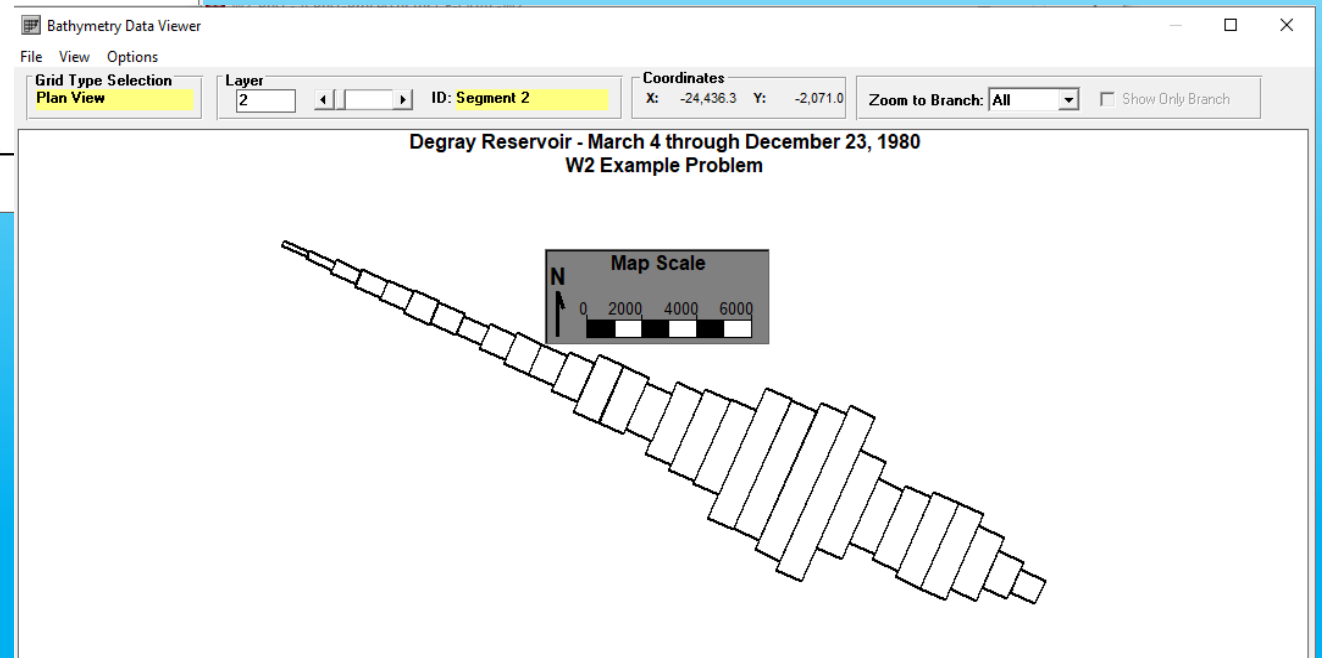 Bathymetry Data Viewer
File View Options
Grid Type Selection
Plan View
Layer
2
ID: Segment 2
Coordinates
X: -24,436.3 Y: -2,071.0
Zoom to Branch: All
Show Only Branch
Degray Reservoir - March 4 through December 23, 1980
W2 Example Problem
Map Scale
N
0 2000 4000 6000